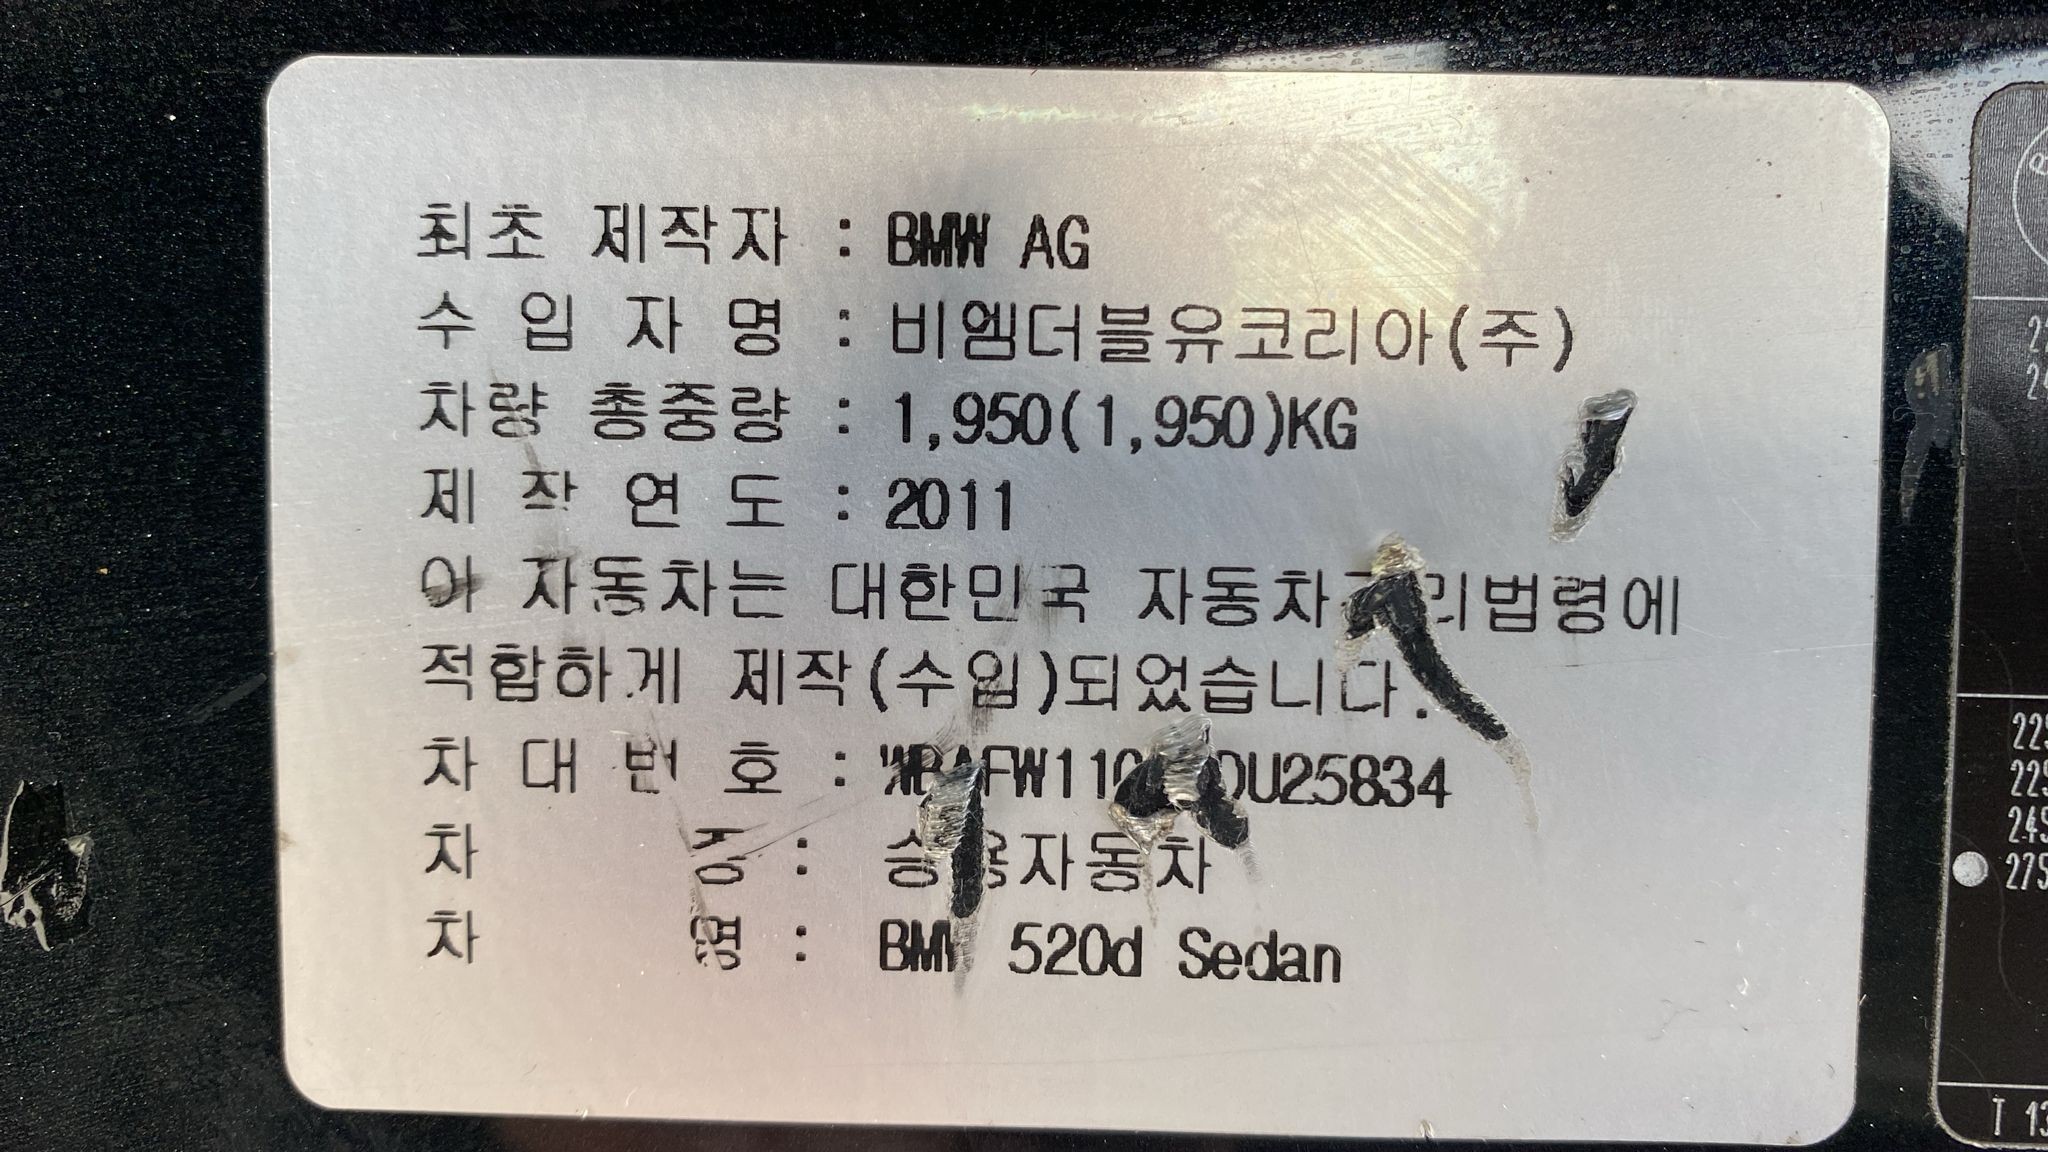 최초 제작자 : BMW AG
수 입 자 명 : 비엠더블유코리아(주)
차량 총중량 : 1,950(1,950)KG
제 작 연 도 : 2011
이 자동차는 대한민국 자동차관리법령에
적합하게 제작(수입)되었습니다.
차 대 번 호 :
차 종 : 승용자동차
차 명 : BMW 520d Sedan